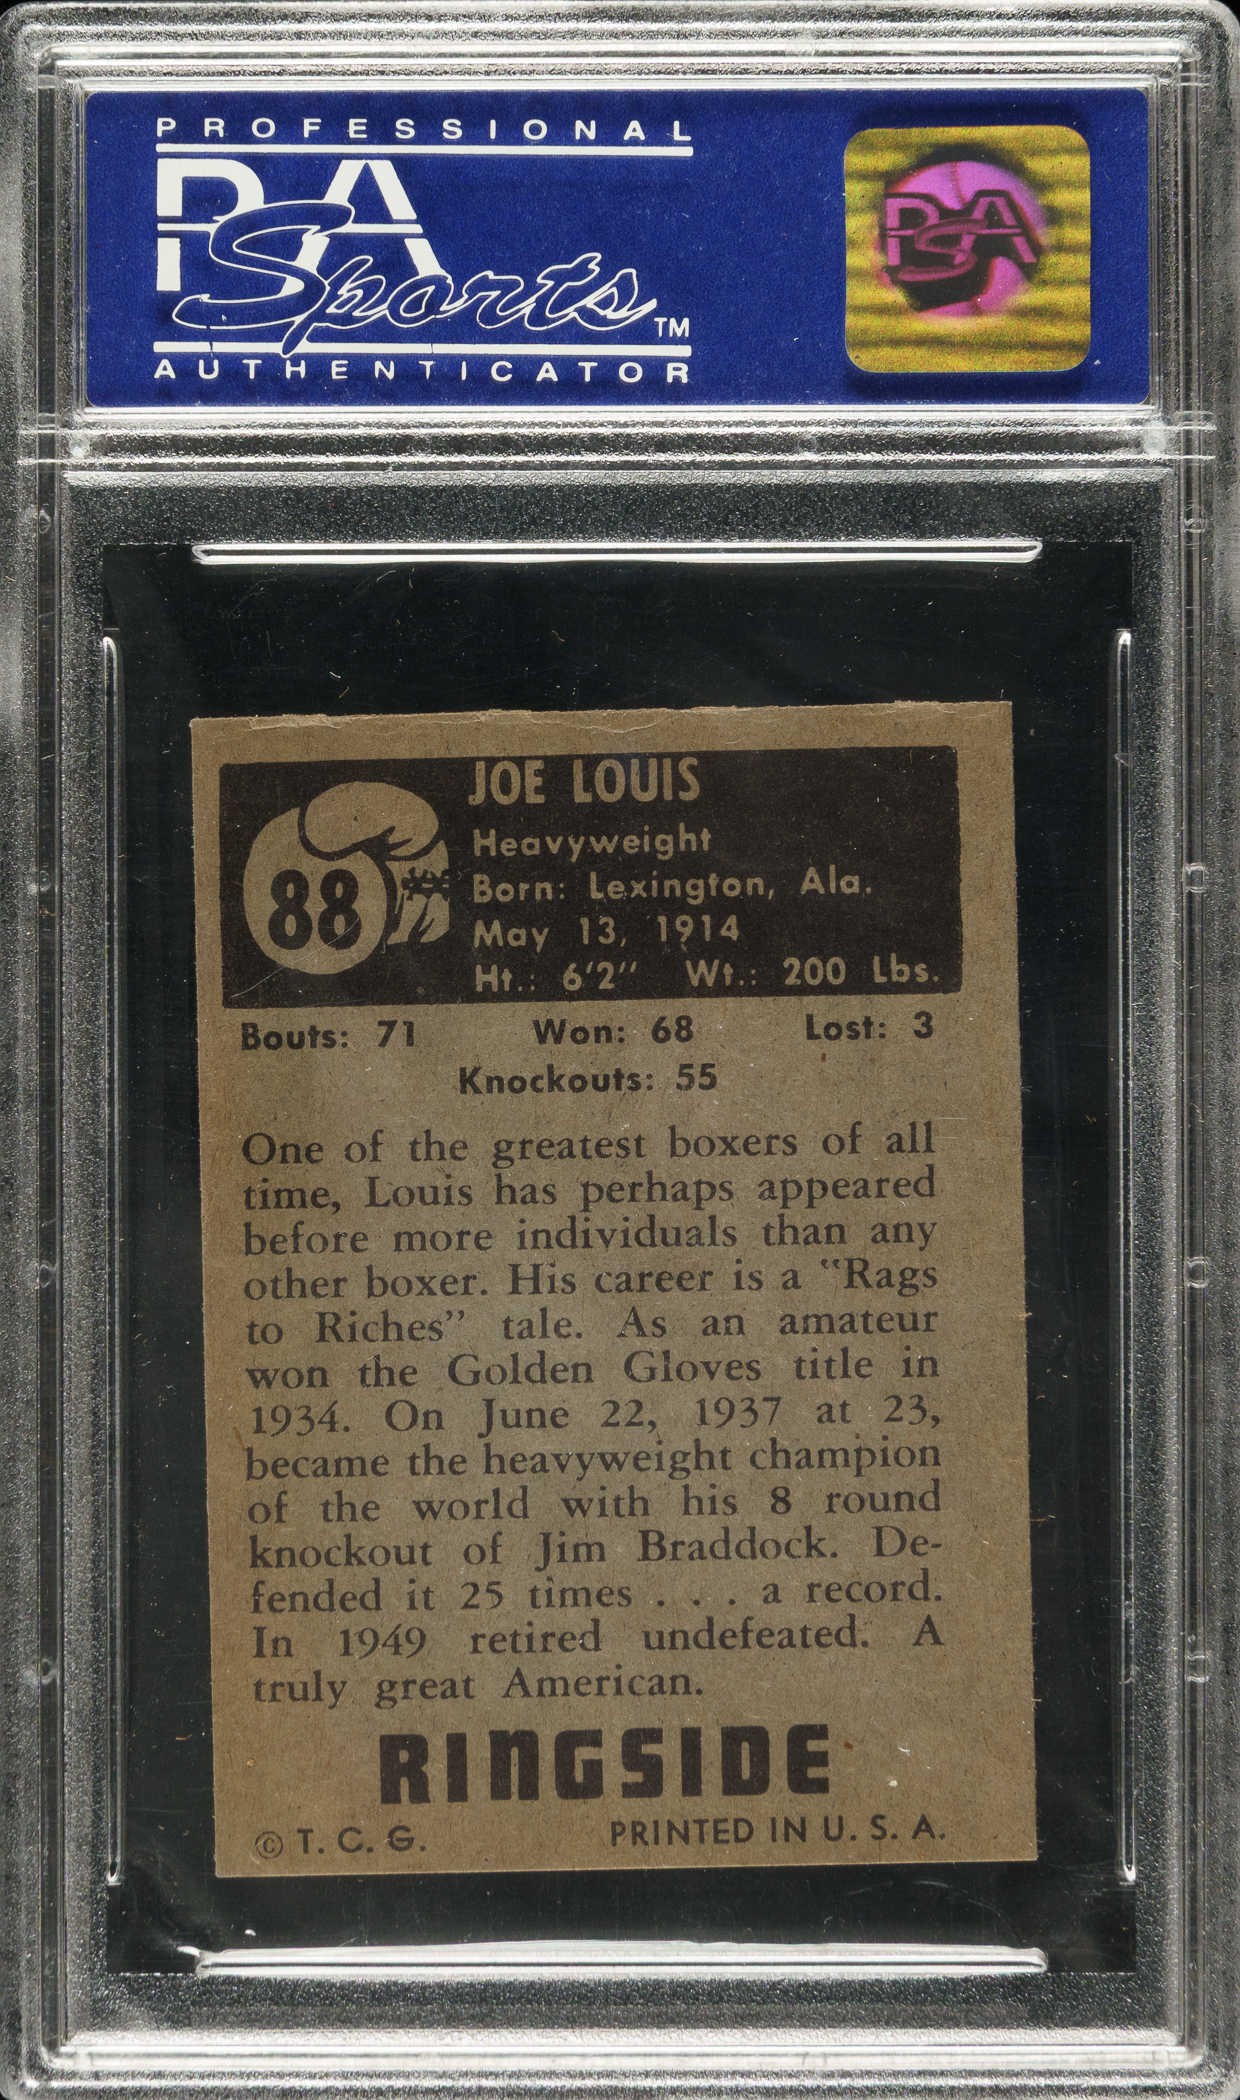 PROFESSIONAL
PSA
Sports™
AUTHENTICATOR
PSA
88
JOE LOUIS
Heavyweight
Born: Lexington, Ala.
May 13, 1914
Ht.: 6'2" Wt.: 200 Lbs.
Bouts: 71 Won: 68 Lost: 3
Knockouts: 55
One of the greatest boxers of all
time, Louis has perhaps appeared
before more individuals than any
other boxer. His career is a "Rags
to Riches" tale. As an amateur
won the Golden Gloves title in
1934. On June 22, 1937 at 23,
became the heavyweight champion
of the world with his 8 round
knockout of Jim Braddock. De-
fended it 25 times . . . a record.
In 1949 retired undefeated. A
truly great American.
RINGSIDE
© T. C. G. PRINTED IN U. S. A.